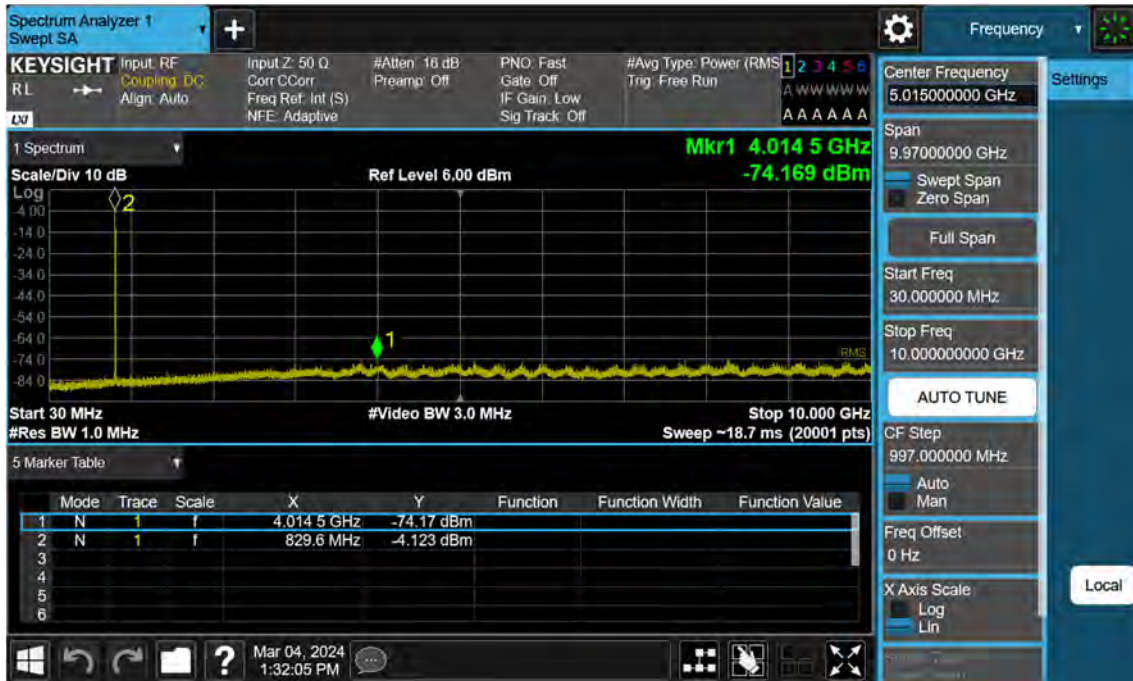 Spectrum Analyzer 1
Swept SA
+
Frequency
KEYSIGHT
RL
LXI
Input: RF
Coupling: DC
Align: Auto
Input Z: 50 Ω
Corr CCorr
Freq Ref: Int (S)
NFE: Adaptive
#Atten: 16 dB
Preamp: Off
PNO: Fast
Gate: Off
IF Gain: Low
Sig Track: Off
#Avg Type: Power (RMS
Trig: Free Run
1 2 3 4 5 6
A W W W W W
A A A A A A
Center Frequency
5.015000000 GHz
Settings
Span
9.97000000 GHz
Swept Span
Zero Span
Full Span
Start Freq
30.000000 MHz
Stop Freq
10.000000000 GHz
AUTO TUNE
CF Step
997.000000 MHz
Auto
Man
Freq Offset
0 Hz
X Axis Scale
Log
Lin
Local
1 Spectrum
Mkr1 4.014 5 GHz
Scale/Div 10 dB
Ref Level 6.00 dBm
-74.169 dBm
Log
2
-4.00
-14.0
-24.0
-34.0
-44.0
-54.0
-64.0
1
-74.0
RMS
-84.0
Start 30 MHz
#Video BW 3.0 MHz
Stop 10.000 GHz
#Res BW 1.0 MHz
Sweep ~18.7 ms (20001 pts)
5 Marker Table
Mode Trace Scale X Y Function Function Width Function Value
1 N 1 f 4.014 5 GHz -74.17 dBm
2 N 1 f 829.6 MHz -4.123 dBm
3
4
5
6
?
Mar 04, 2024
1:32:05 PM